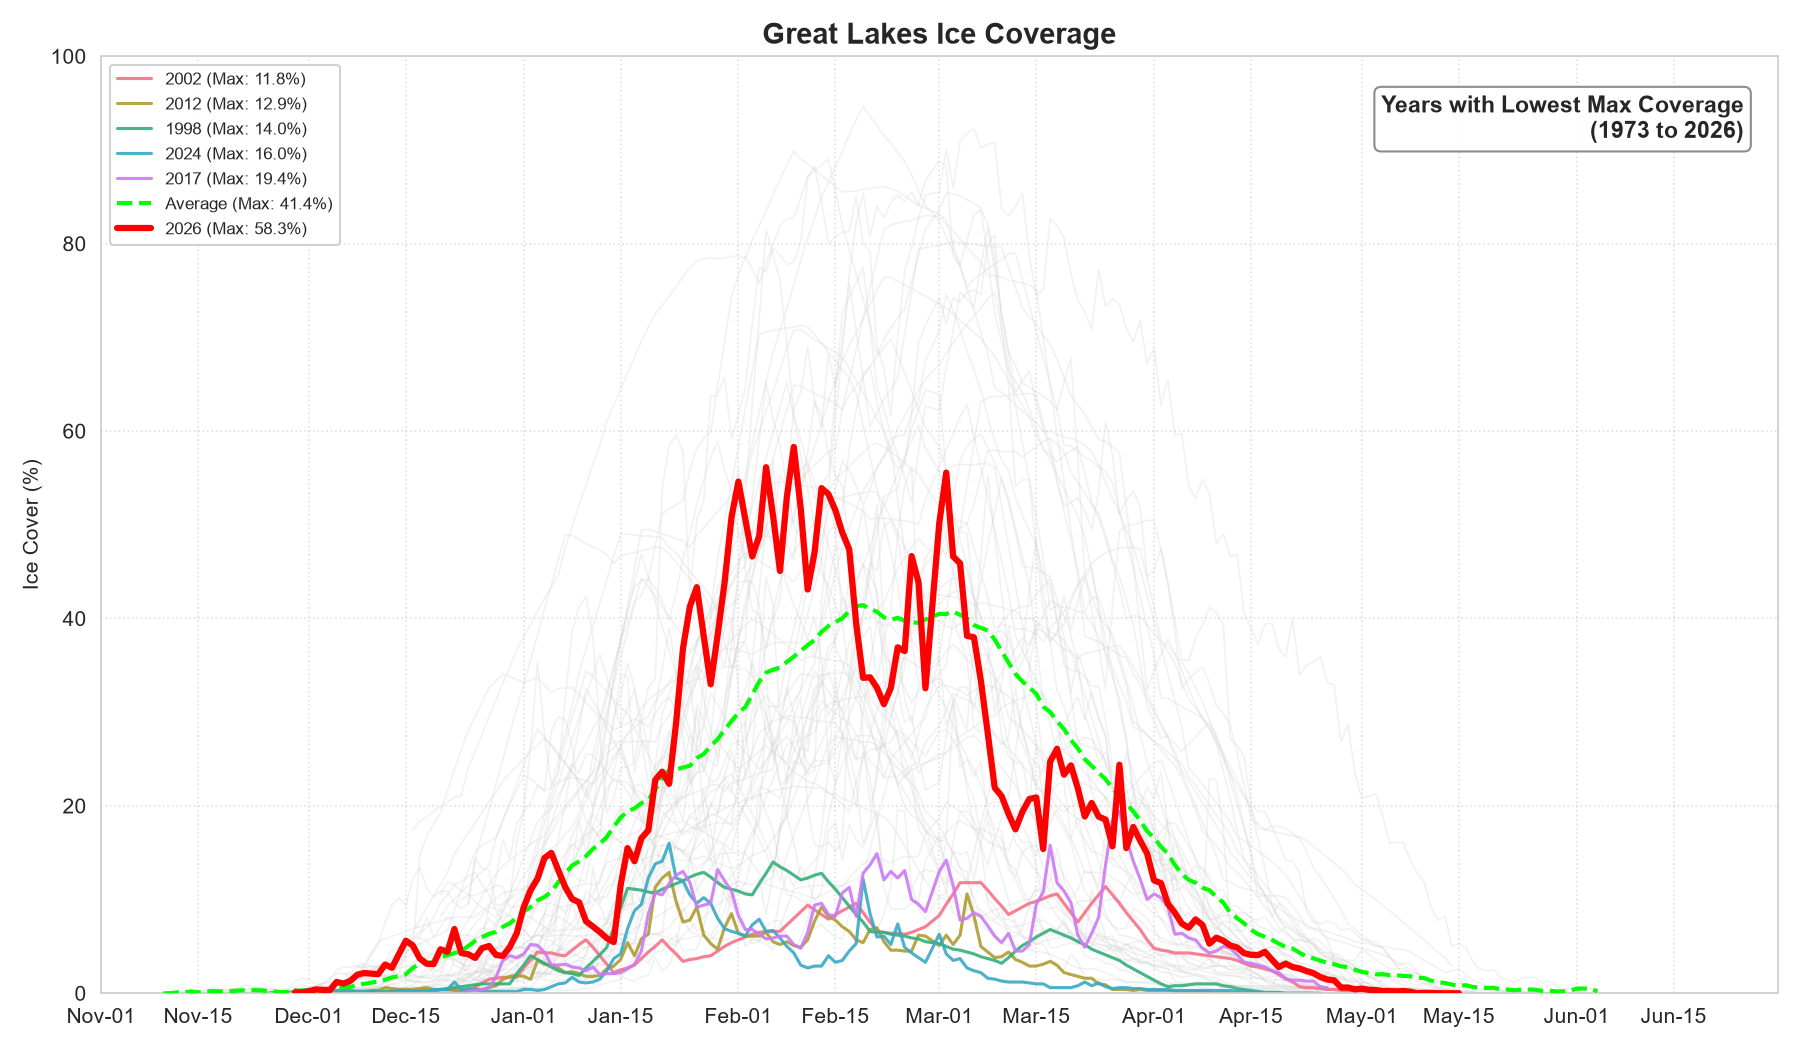 Great Lakes Ice Coverage
Years with Lowest Max Coverage
(1973 to 2026)
2002 (Max: 11.8%)
2012 (Max: 12.9%)
1998 (Max: 14.0%)
2024 (Max: 16.0%)
2017 (Max: 19.4%)
Average (Max: 41.4%)
2026 (Max: 58.3%)
Ice Cover (%)
100
80
60
40
20
0
Nov-01 Nov-15 Dec-01 Dec-15 Jan-01 Jan-15 Feb-01 Feb-15 Mar-01 Mar-15 Apr-01 Apr-15 May-01 May-15 Jun-01 Jun-15